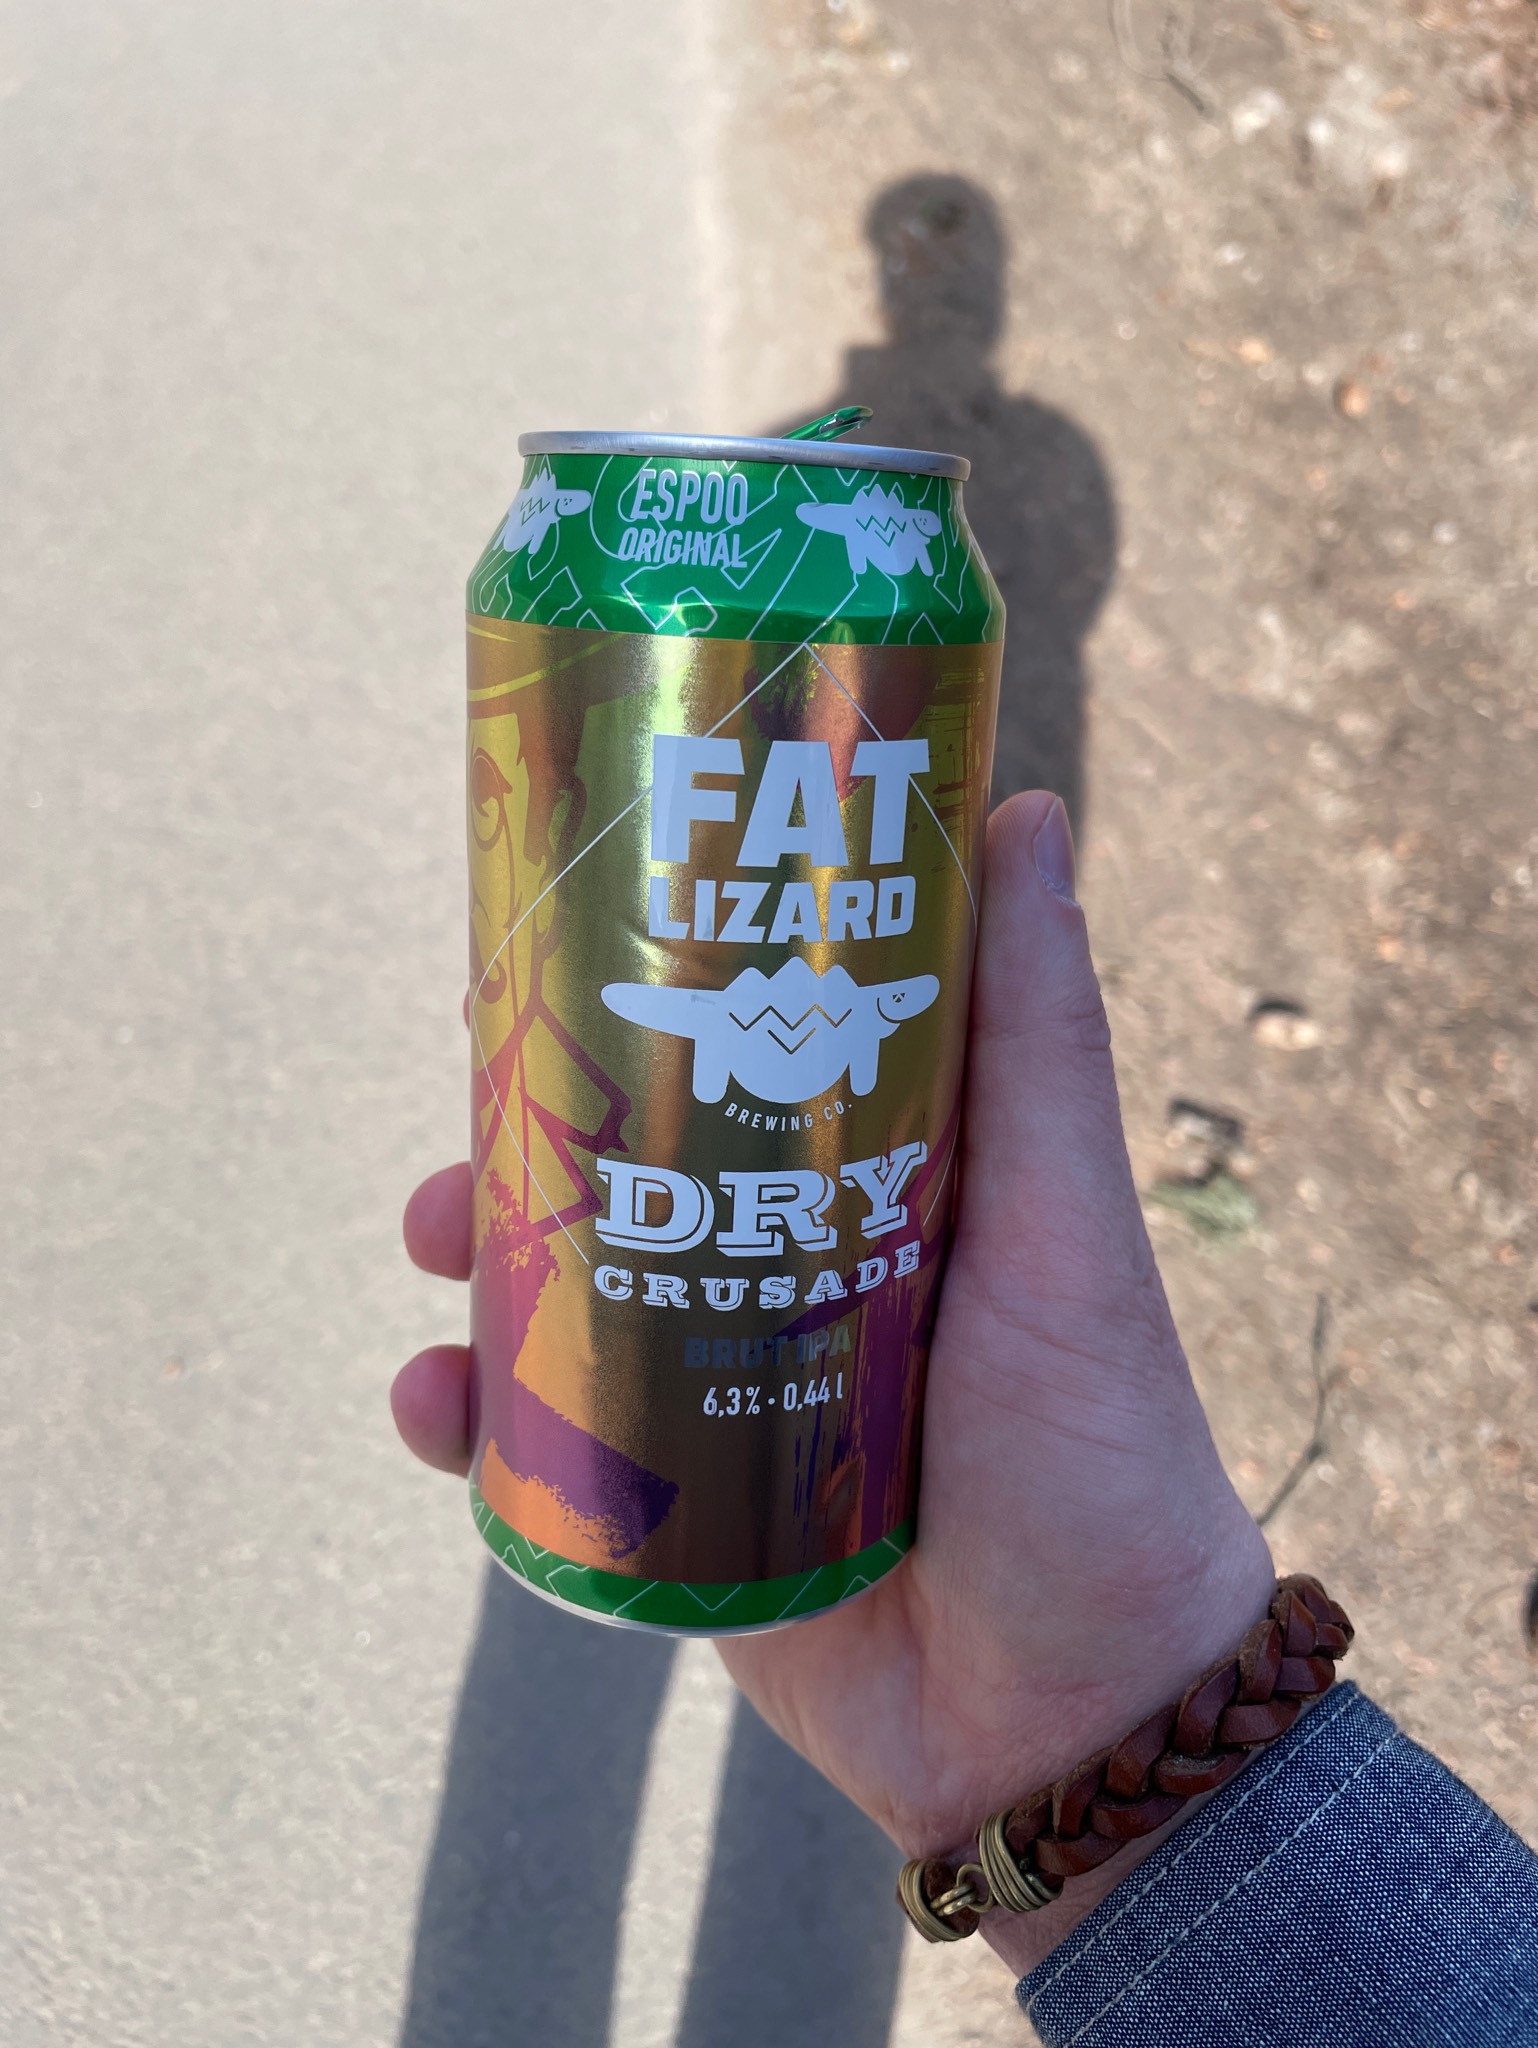 ESPOO
ORIGINAL
FAT
LIZARD
BREWING CO.
DRY
CRUSADE
BRUT IPA
6,3% • 0,44 l